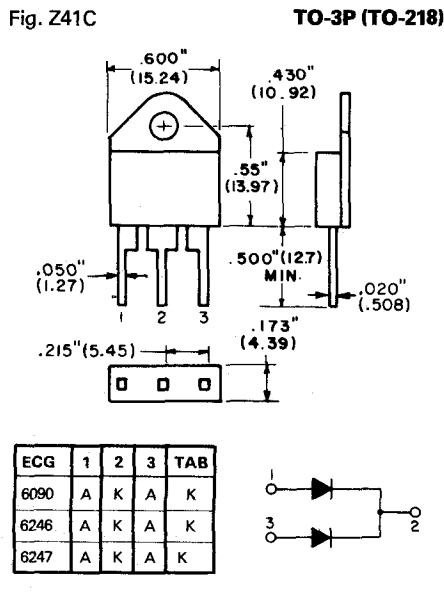 Fig. Z41C
TO-3P (TO-218)
.600"
(15.24)
.430"
(10.92)
.55"
(13.97)
.500"(12.7)
MIN.
.050"
(1.27)
.020"
(.508)
1 2 3
.173"
(4.39)
.215"(5.45)
ECG 1 2 3 TAB
6090 A K A K
6246 A K A K
6247 A K A K
1
3
2